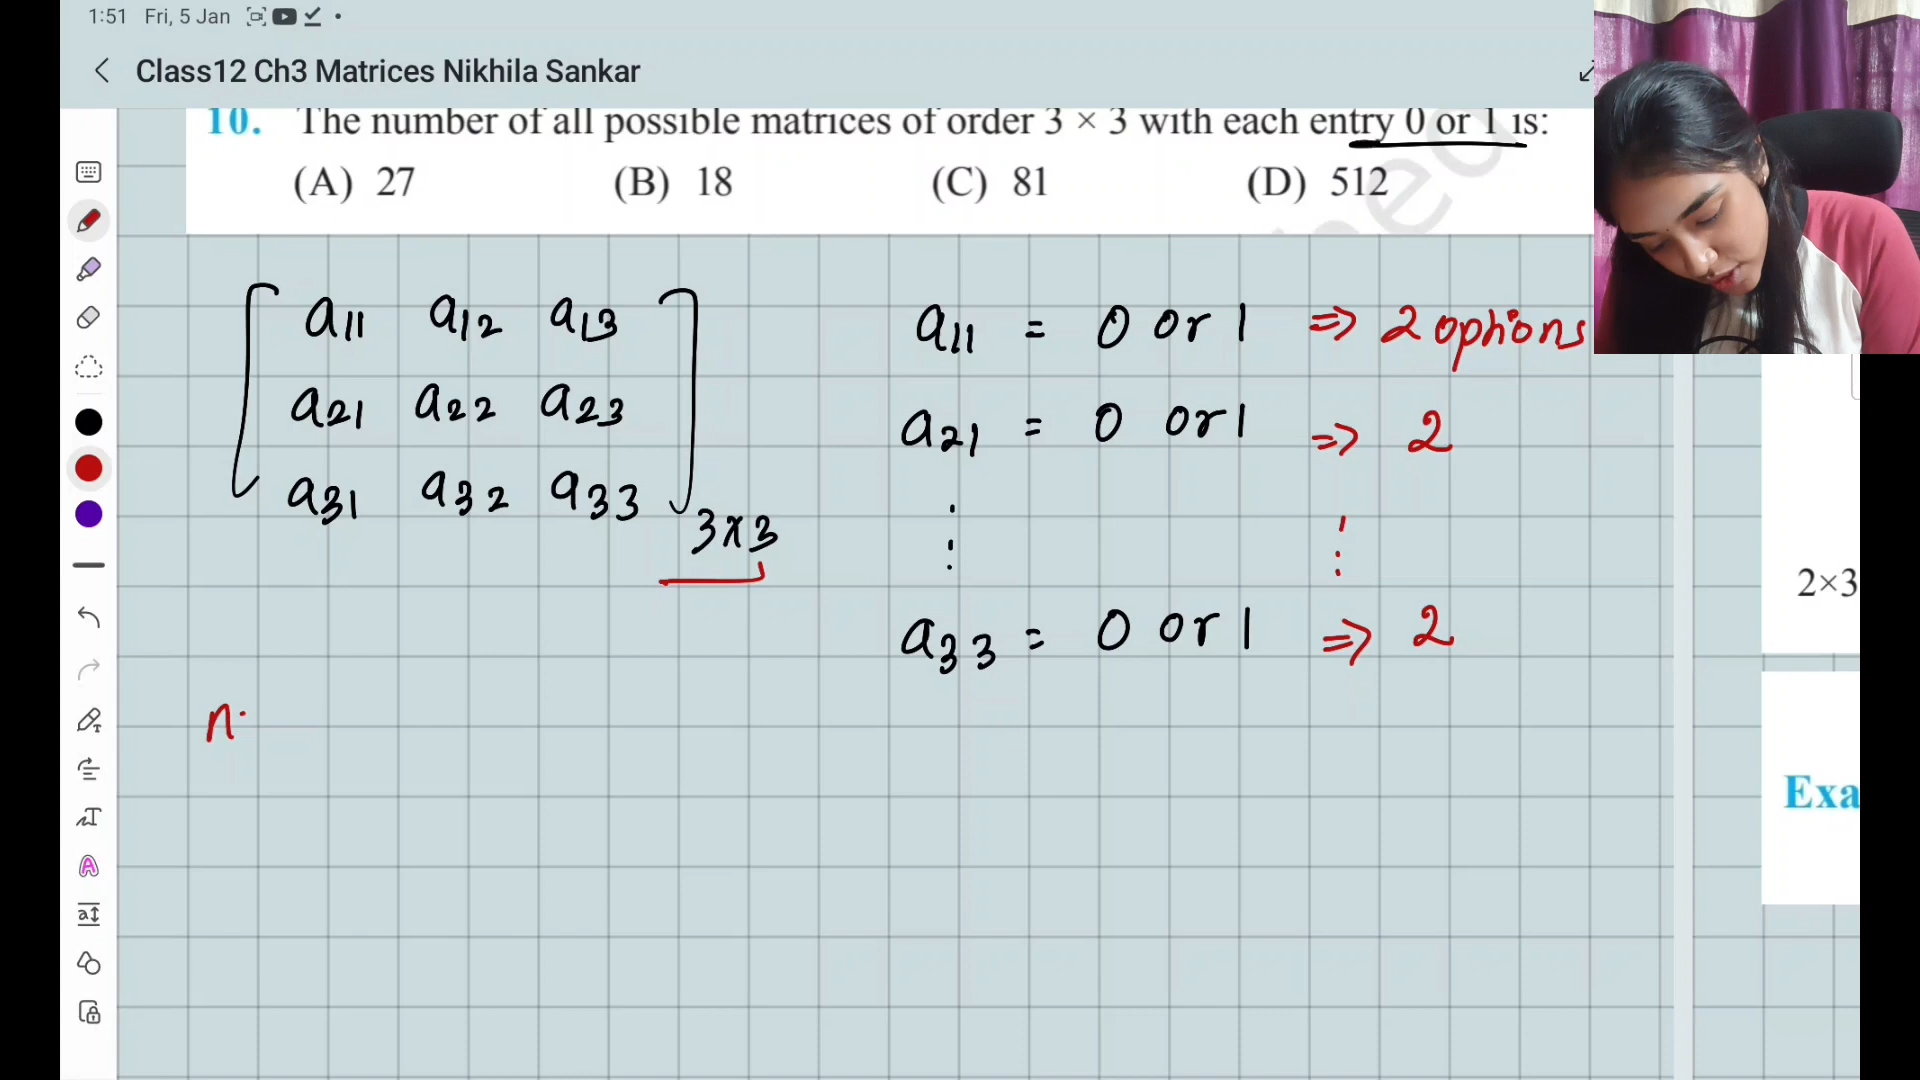 1:51 Fri, 5 Jan
Class12 Ch3 Matrices Nikhila Sankar
10. The number of all possible matrices of order 3 × 3 with each entry 0 or 1 is:
(A) 27 (B) 18 (C) 81 (D) 512
a11 a12 a13
a21 a22 a23
a31 a32 a33
3x3
a11 = 0 or 1 ⇒ 2 options
a21 = 0 or 1 ⇒ 2
⋮ ⋮
a33 = 0 or 1 ⇒ 2
n
2×3
Exa